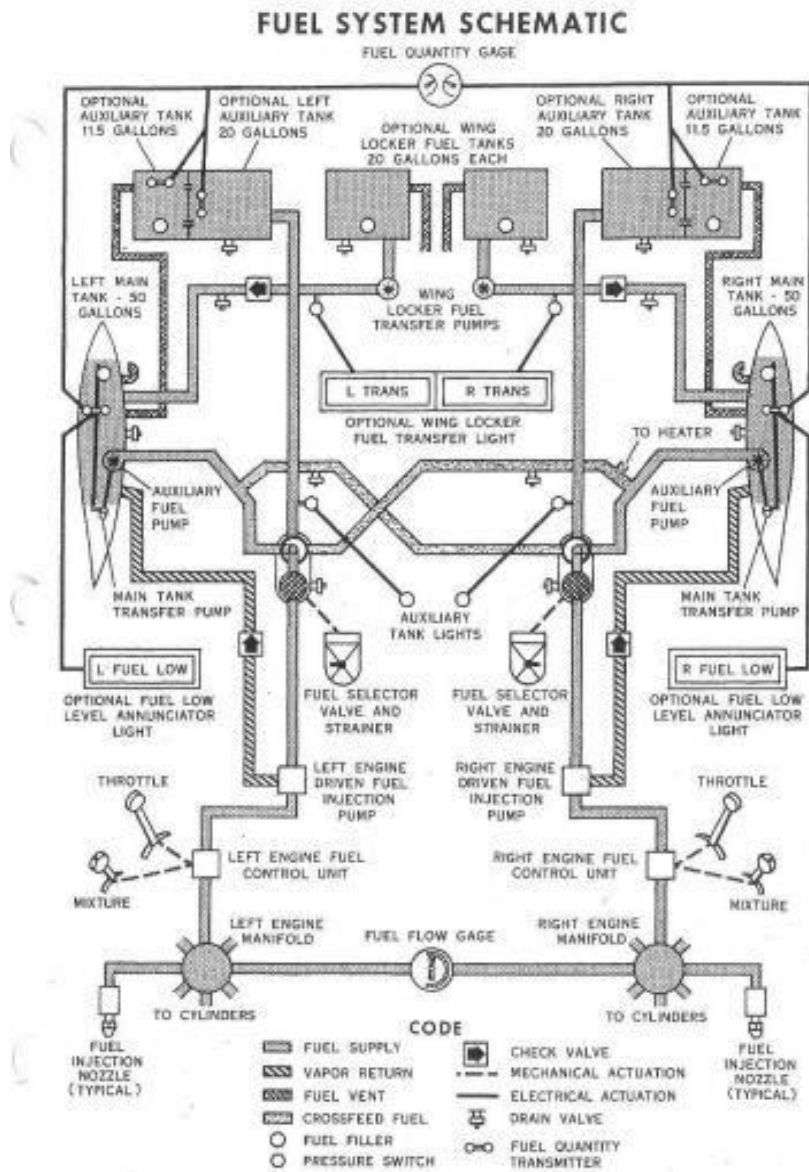 FUEL SYSTEM SCHEMATIC
FUEL QUANTITY GAGE
OPTIONAL
AUXILIARY TANK
11.5 GALLONS
OPTIONAL LEFT
AUXILIARY TANK
20 GALLONS
OPTIONAL WING
LOCKER FUEL TANKS
20 GALLONS EACH
OPTIONAL RIGHT
AUXILIARY TANK
20 GALLONS
OPTIONAL
AUXILIARY TANK
11.5 GALLONS
LEFT MAIN
TANK - 50
GALLONS
WING
LOCKER FUEL
TRANSFER PUMPS
RIGHT MAIN
TANK - 50
GALLONS
L TRANS
R TRANS
OPTIONAL WING LOCKER
FUEL TRANSFER LIGHT
TO HEATER
AUXILIARY
FUEL
PUMP
AUXILIARY
FUEL
PUMP
MAIN TANK
TRANSFER PUMP
AUXILIARY
TANK LIGHTS
MAIN TANK
TRANSFER PUMP
L FUEL LOW
OPTIONAL FUEL LOW
LEVEL ANNUNCIATOR
LIGHT
FUEL SELECTOR
VALVE AND
STRAINER
FUEL SELECTOR
VALVE AND
STRAINER
R FUEL LOW
OPTIONAL FUEL LOW
LEVEL ANNUNCIATOR
LIGHT
THROTTLE
LEFT ENGINE
DRIVEN FUEL
INJECTION
PUMP
RIGHT ENGINE
DRIVEN FUEL
INJECTION
PUMP
THROTTLE
MIXTURE
LEFT ENGINE FUEL
CONTROL UNIT
RIGHT ENGINE FUEL
CONTROL UNIT
MIXTURE
LEFT ENGINE
MANIFOLD
FUEL FLOW GAGE
RIGHT ENGINE
MANIFOLD
TO CYLINDERS
TO CYLINDERS
FUEL
INJECTION
NOZZLE
(TYPICAL)
FUEL
INJECTION
NOZZLE
(TYPICAL)
CODE
FUEL SUPPLY
VAPOR RETURN
FUEL VENT
CROSSFEED FUEL
FUEL FILLER
PRESSURE SWITCH
CHECK VALVE
MECHANICAL ACTUATION
ELECTRICAL ACTUATION
DRAIN VALVE
FUEL QUANTITY
TRANSMITTER